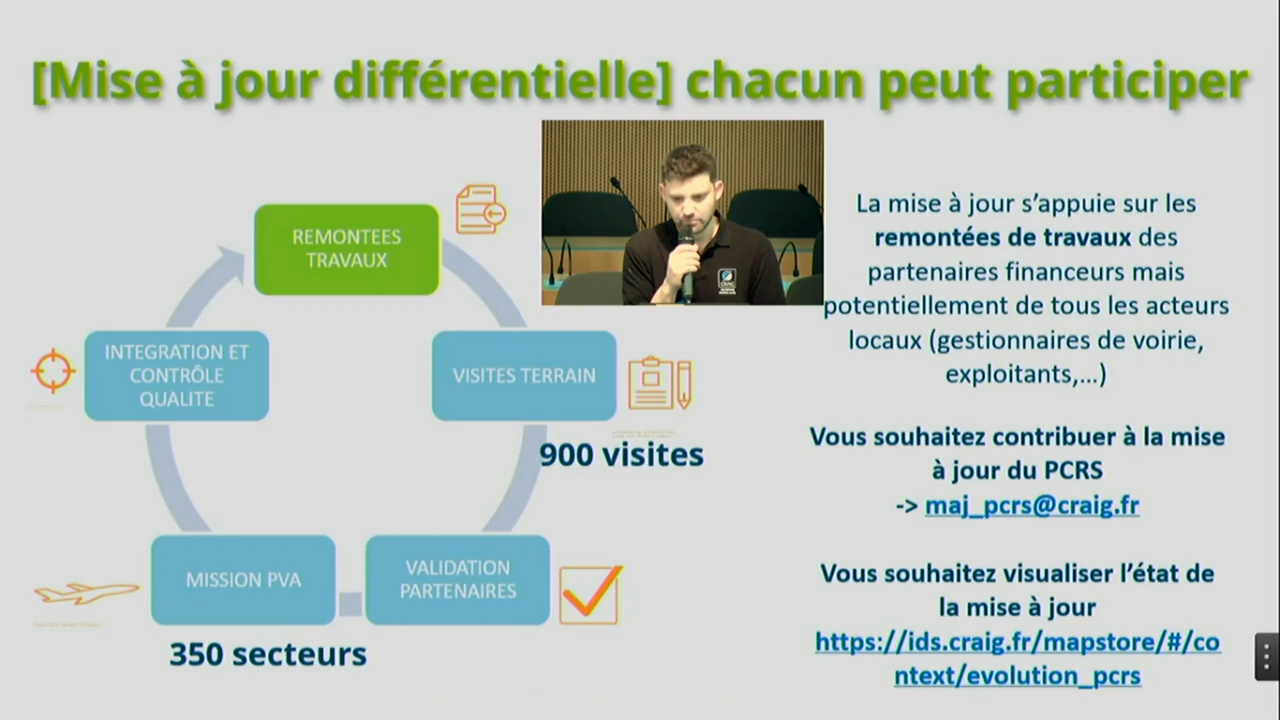 [Mise à jour différentielle] chacun peut participer
REMONTEES
TRAVAUX
INTEGRATION ET
CONTRÔLE
QUALITE
VISITES TERRAIN
900 visites
MISSION PVA
VALIDATION
PARTENAIRES
350 secteurs
CRAIG
La mise à jour s'appuie sur les
remontées de travaux des
partenaires financeurs mais
potentiellement de tous les acteurs
locaux (gestionnaires de voirie,
exploitants,...)
Vous souhaitez contribuer à la mise
à jour du PCRS
-> maj_pcrs@craig.fr
Vous souhaitez visualiser l'état de
la mise à jour
https://ids.craig.fr/mapstore/#/co
ntext/evolution_pcrs